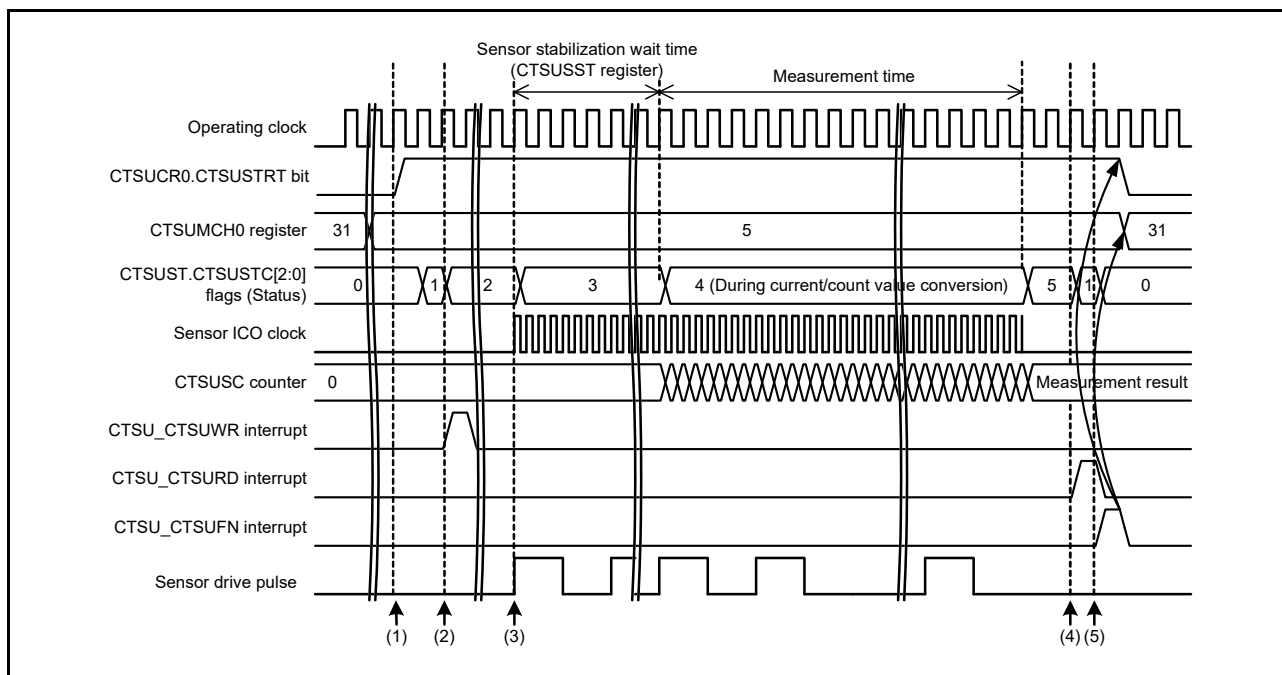 Sensor stabilization wait time
(CTSUSST register)
Measurement time
Operating clock
CTSUCR0.CTSUSTRT bit
CTSUMCH0 register
31
5
31
CTSUST.CTSUSTC[2:0]
flags (Status)
0
1
2
3
4 (During current/count value conversion)
5
1
0
Sensor ICO clock
CTSUSC counter
0
Measurement result
CTSU_CTSUWR interrupt
CTSU_CTSURD interrupt
CTSU_CTSUFN interrupt
Sensor drive pulse
(1)
(2)
(3)
(4)
(5)